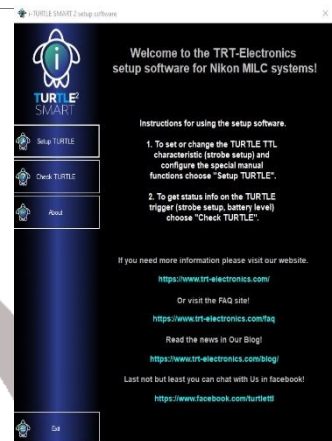 i-TURTLE SMART 2 setup software
i
TURTLE²
SMART
Setup TURTLE
Check TURTLE
About
Exit
Welcome to the TRT-Electronics
setup software for Nikon MILC systems!
Instructions for using the setup software.
1. To set or change the TURTLE TTL
characteristic (strobe setup) and
configure the special manual
functions choose "Setup TURTLE".
2. To get status info on the TURTLE
trigger (strobe setup, battery level)
choose "Check TURTLE".
If you need more information please visit our website.
https://www.trt-electronics.com/
Or visit the FAQ site!
https://www.trt-electronics.com/faq
Read the news in Our Blog!
https://www.trt-electronics.com/blog/
Last not but least you can chat with Us in facebook!
https://www.facebook.com/turtlettl